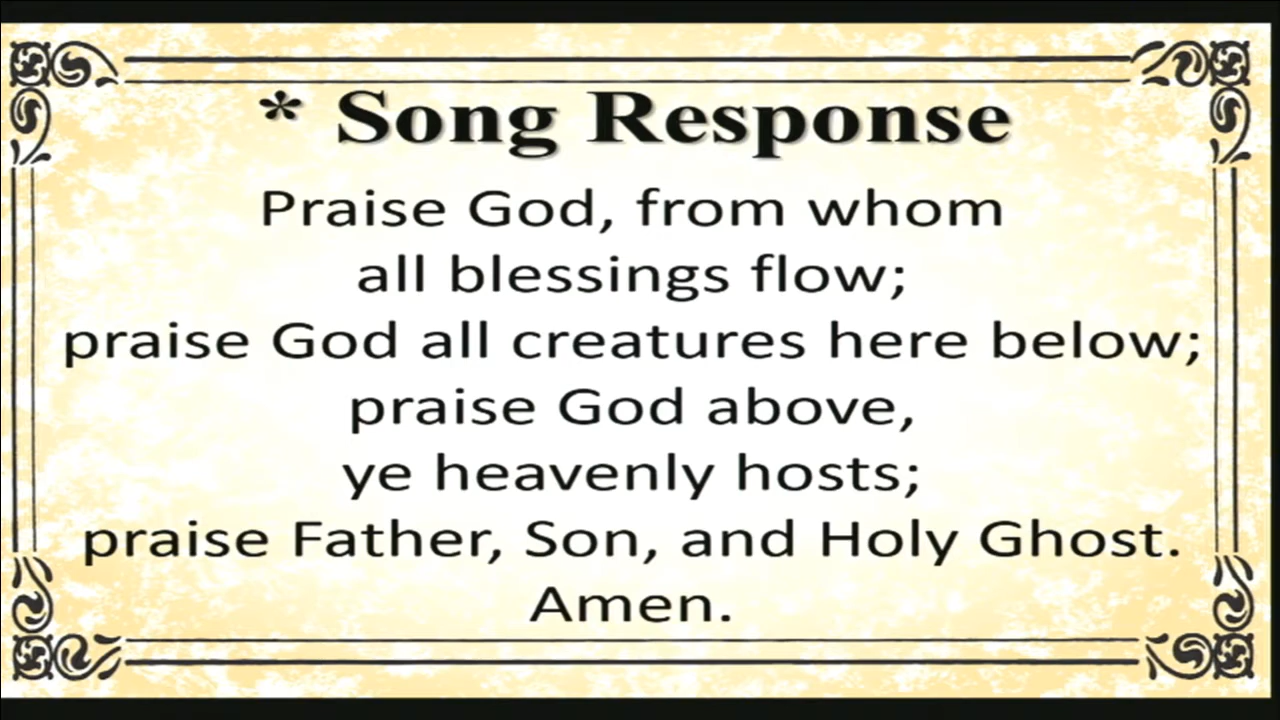 * Song Response
Praise God, from whom
all blessings flow;
praise God all creatures here below;
praise God above,
ye heavenly hosts;
praise Father, Son, and Holy Ghost.
Amen.